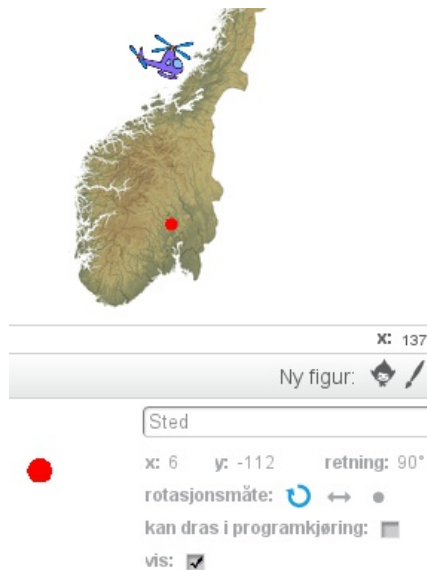 x: 137
Ny figur:
Sted
x: 6 y: -112 retning: 90°
rotasjonsmåte:
kan dras i programkjøring:
vis: